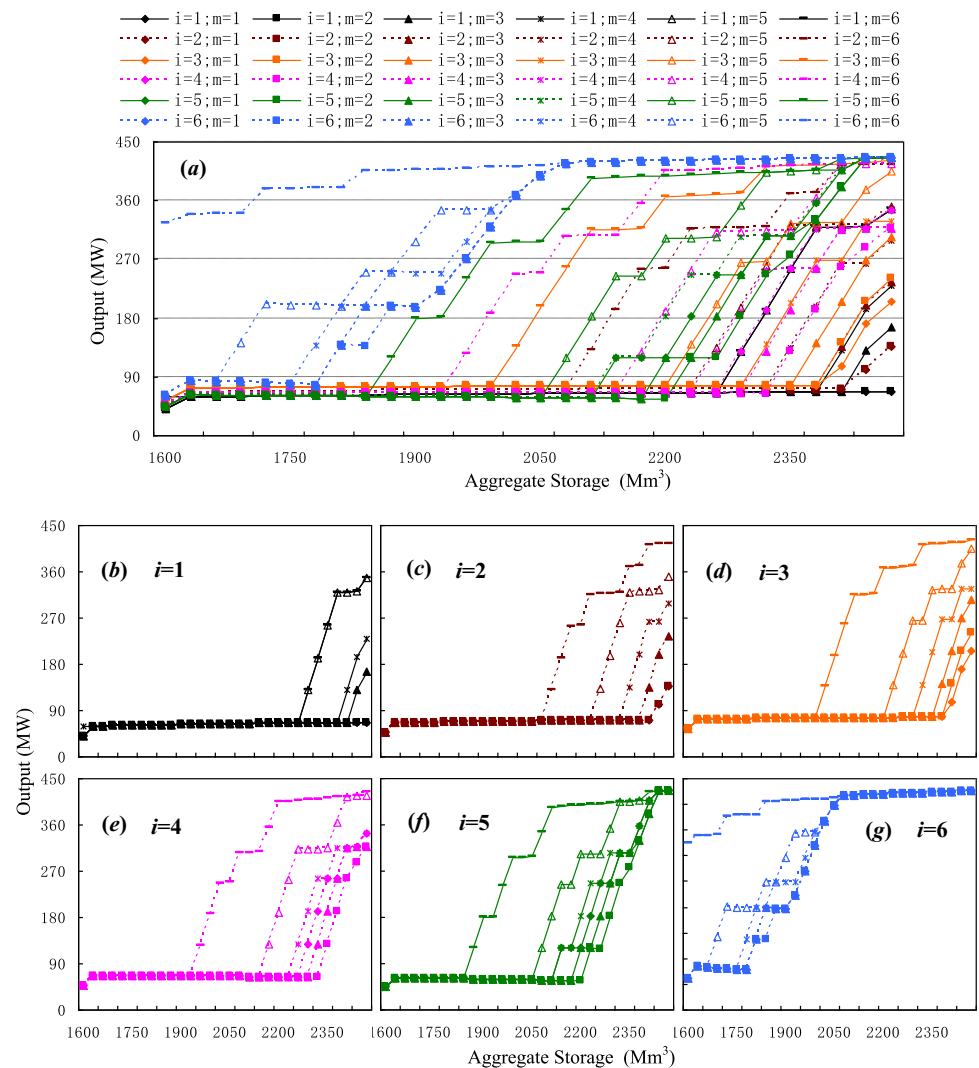 i=1;m=1 i=1;m=2 i=1;m=3 i=1;m=4 i=1;m=5 i=1;m=6
i=2;m=1 i=2;m=2 i=2;m=3 i=2;m=4 i=2;m=5 i=2;m=6
i=3;m=1 i=3;m=2 i=3;m=3 i=3;m=4 i=3;m=5 i=3;m=6
i=4;m=1 i=4;m=2 i=4;m=3 i=4;m=4 i=4;m=5 i=4;m=6
i=5;m=1 i=5;m=2 i=5;m=3 i=5;m=4 i=5;m=5 i=5;m=6
i=6;m=1 i=6;m=2 i=6;m=3 i=6;m=4 i=6;m=5 i=6;m=6
450
(a)
360
270
180
90
0
Output (MW)
1600 1750 1900 2050 2200 2350
Aggregate Storage (Mm³)
450
360
270
180
90
0
(b) i=1
(c) i=2
(d) i=3
Output (MW)
450
360
270
180
90
0
(e) i=4
(f) i=5
(g) i=6
1600 1750 1900 2050 2200 2350
1600 1750 1900 2050 2200 2350
1600 1750 1900 2050 2200 2350
Aggregate Storage (Mm³)
Aggregate Storage (Mm³)